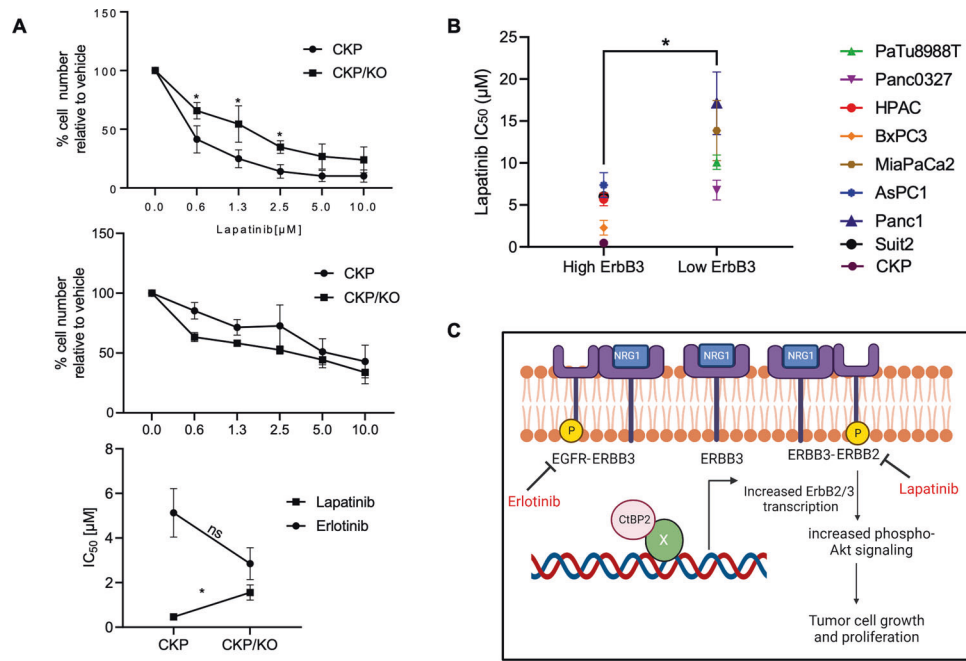 A
150
100
50
0
% cell number
relative to vehicle
CKP
CKP/KO
*
*
*
0.0
0.6
1.3
2.5
5.0
10.0
Lapatinib[µM]
150
100
50
0
% cell number
relative to vehicle
CKP
CKP/KO
0.0
0.6
1.3
2.5
5.0
10.0
8
6
4
2
0
IC50 [µM]
Lapatinib
Erlotinib
ns
*
CKP
CKP/KO
B
25
20
15
10
5
0
Lapatinib IC50 (µM)
*
High ErbB3
Low ErbB3
PaTu8988T
Panc0327
HPAC
BxPC3
MiaPaCa2
AsPC1
Panc1
Suit2
CKP
C
NRG1
NRG1
NRG1
P
P
EGFR-ERBB3
ERBB3
ERBB3-ERBB2
Erlotinib
Lapatinib
Increased ErbB2/3
transcription
CtBP2
X
increased phospho-
Akt signaling
Tumor cell growth
and proliferation